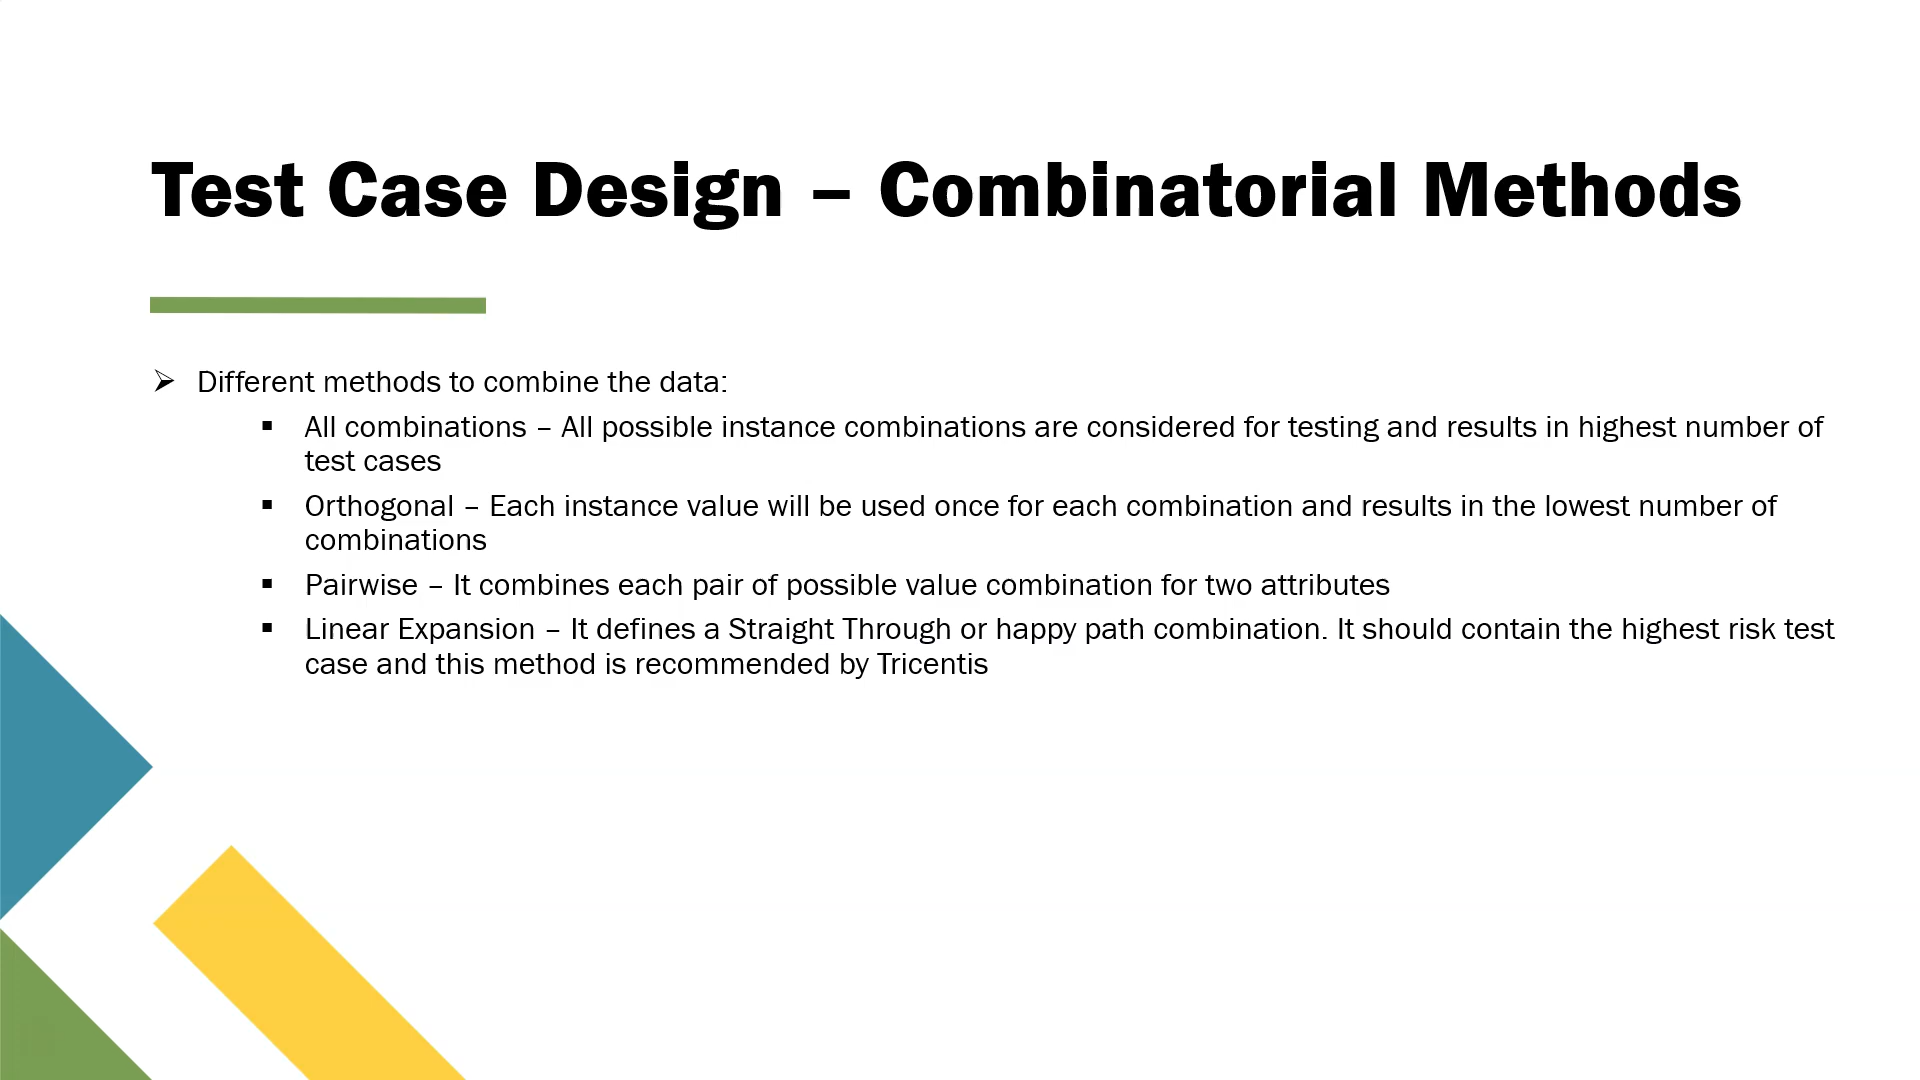 Test Case Design – Combinatorial Methods
➢ Different methods to combine the data:
▪ All combinations – All possible instance combinations are considered for testing and results in highest number of
test cases
▪ Orthogonal – Each instance value will be used once for each combination and results in the lowest number of
combinations
▪ Pairwise – It combines each pair of possible value combination for two attributes
▪ Linear Expansion – It defines a Straight Through or happy path combination. It should contain the highest risk test
case and this method is recommended by Tricentis